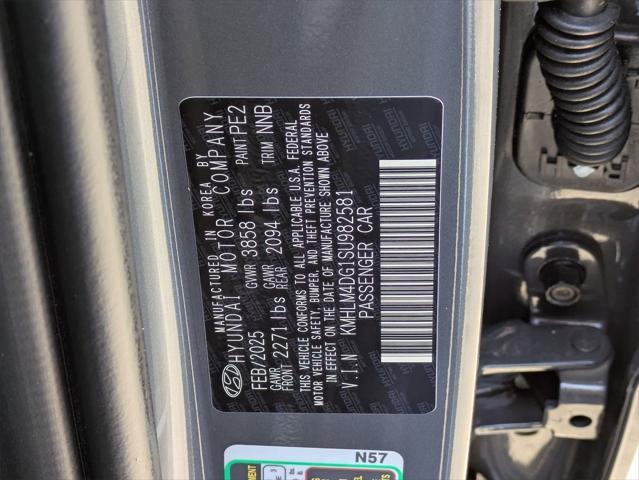 MANUFACTURED IN KOREA BY
HYUNDAI MOTOR COMPANY
FEB/2025 GVWR 3858 lbs PAINT PE2
GAWR FRONT 2271 lbs GAWR REAR 2094 lbs TRIM NNB
THIS VEHICLE CONFORMS TO ALL APPLICABLE U.S.A. FEDERAL
MOTOR VEHICLE SAFETY, BUMPER, AND THEFT PREVENTION STANDARDS
IN EFFECT ON THE DATE OF MANUFACTURE SHOWN ABOVE
V.I.N KMHLM4DG1SU982581
PASSENGER CAR
N57